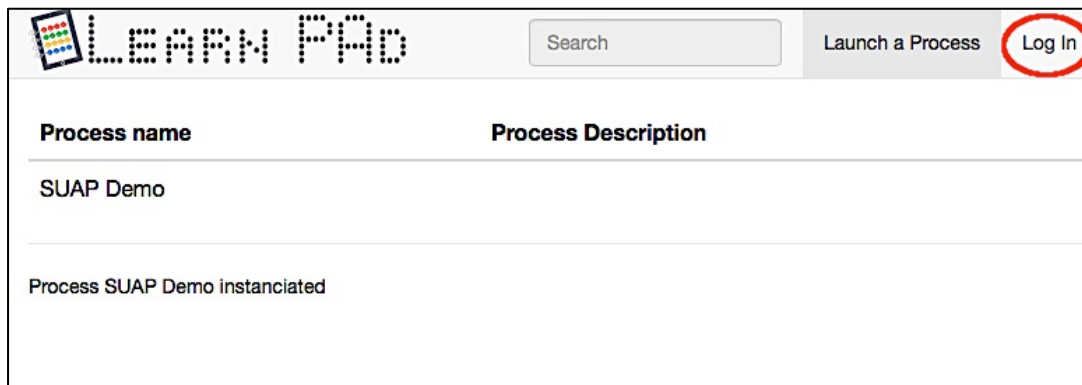 LEARN PAD
Search
Launch a Process
Log In
Process name
Process Description
SUAP Demo
Process SUAP Demo instanciated